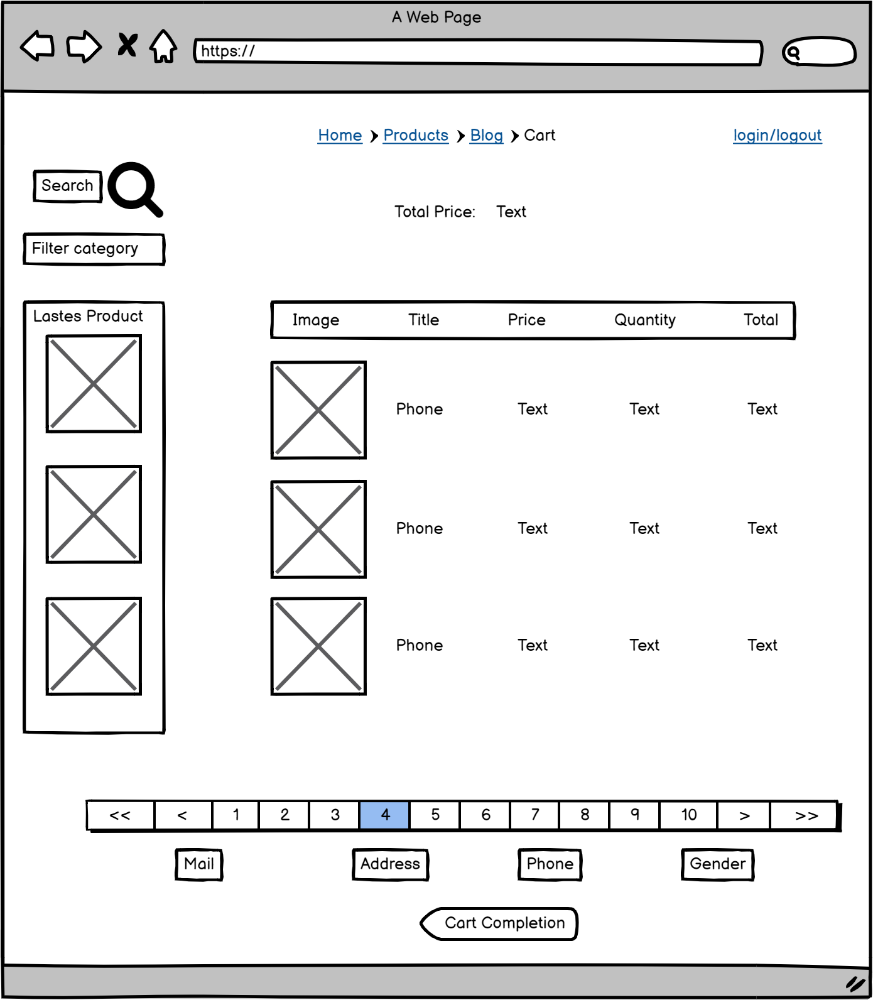 A Web Page
https://
Home Products Blog Cart
login/logout
Search
Total Price: Text
Filter category
Lastes Product
Image Title Price Quantity Total
Phone Text Text Text
Phone Text Text Text
Phone Text Text Text
<< < 1 2 3 4 5 6 7 8 9 10 > >>
Mail Address Phone Gender
Cart Completion